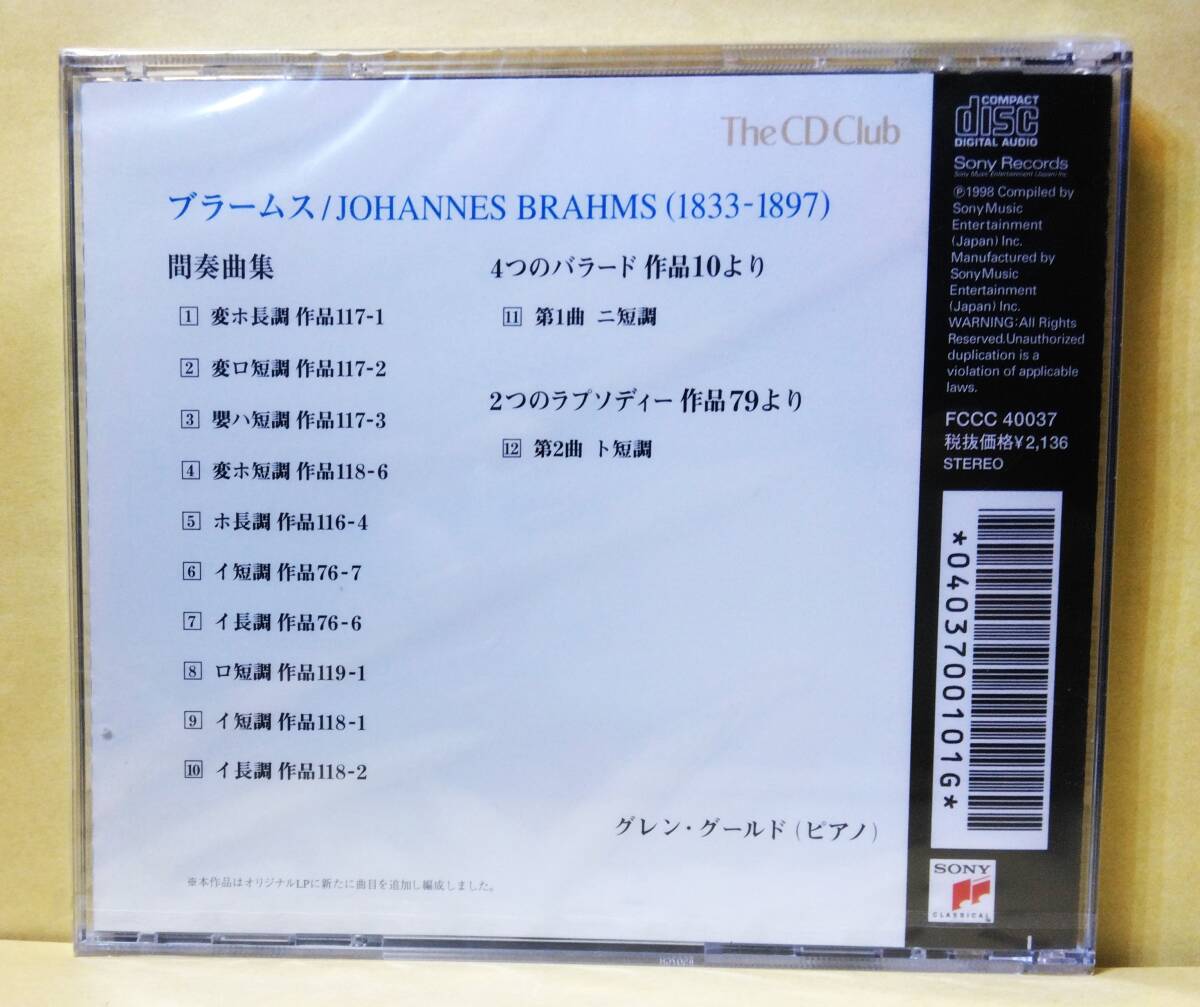 The CD Club
ブラームス/JOHANNES BRAHMS (1833-1897)
間奏曲集
1 変ホ長調 作品117-1
2 変ロ短調 作品117-2
3 嬰ハ短調 作品117-3
4 変ホ短調 作品118-6
5 ホ長調 作品116-4
6 イ短調 作品76-7
7 イ長調 作品76-6
8 ロ短調 作品119-1
9 イ短調 作品118-1
10 イ長調 作品118-2
4つのバラード 作品10より
11 第1曲 ニ短調
2つのラプソディー 作品79より
12 第2曲 ト短調
グレン・グールド(ピアノ)
※本作品はオリジナルLPに新たに曲目を追加し編成しました。
COMPACT
disc
DIGITAL AUDIO
Sony Records
Sony Music Entertainment (Japan) Inc.
℗1998 Compiled by
Sony Music
Entertainment
(Japan) Inc.
Manufactured by
Sony Music
Entertainment
(Japan) Inc.
WARNING:All Rights
Reserved.Unauthorized
duplication is a
violation of applicable
laws.
FCCC 40037
税抜価格¥2,136
STEREO
*0403700101G*
SONY
CLASSICAL